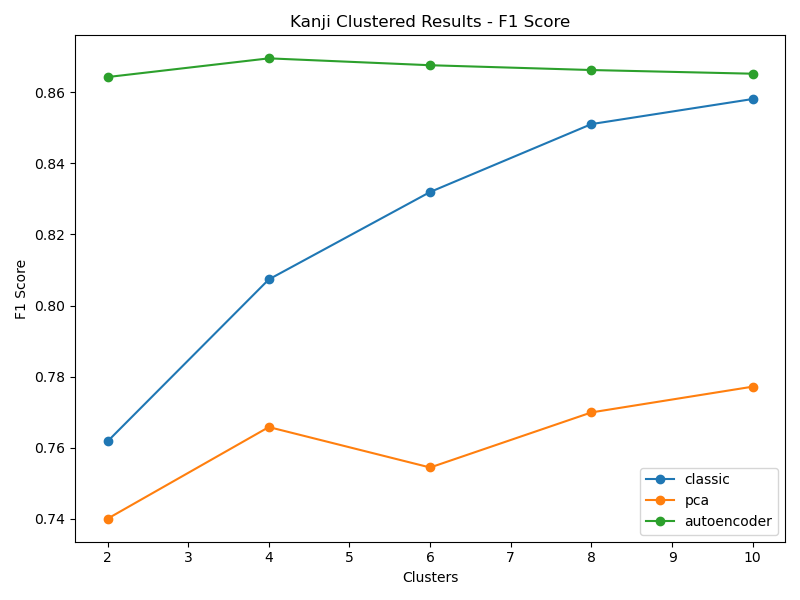 Kanji Clustered Results - F1 Score
F1 Score
0.86
0.84
0.82
0.80
0.78
0.76
0.74
2 3 4 5 6 7 8 9 10
Clusters
classic
pca
autoencoder